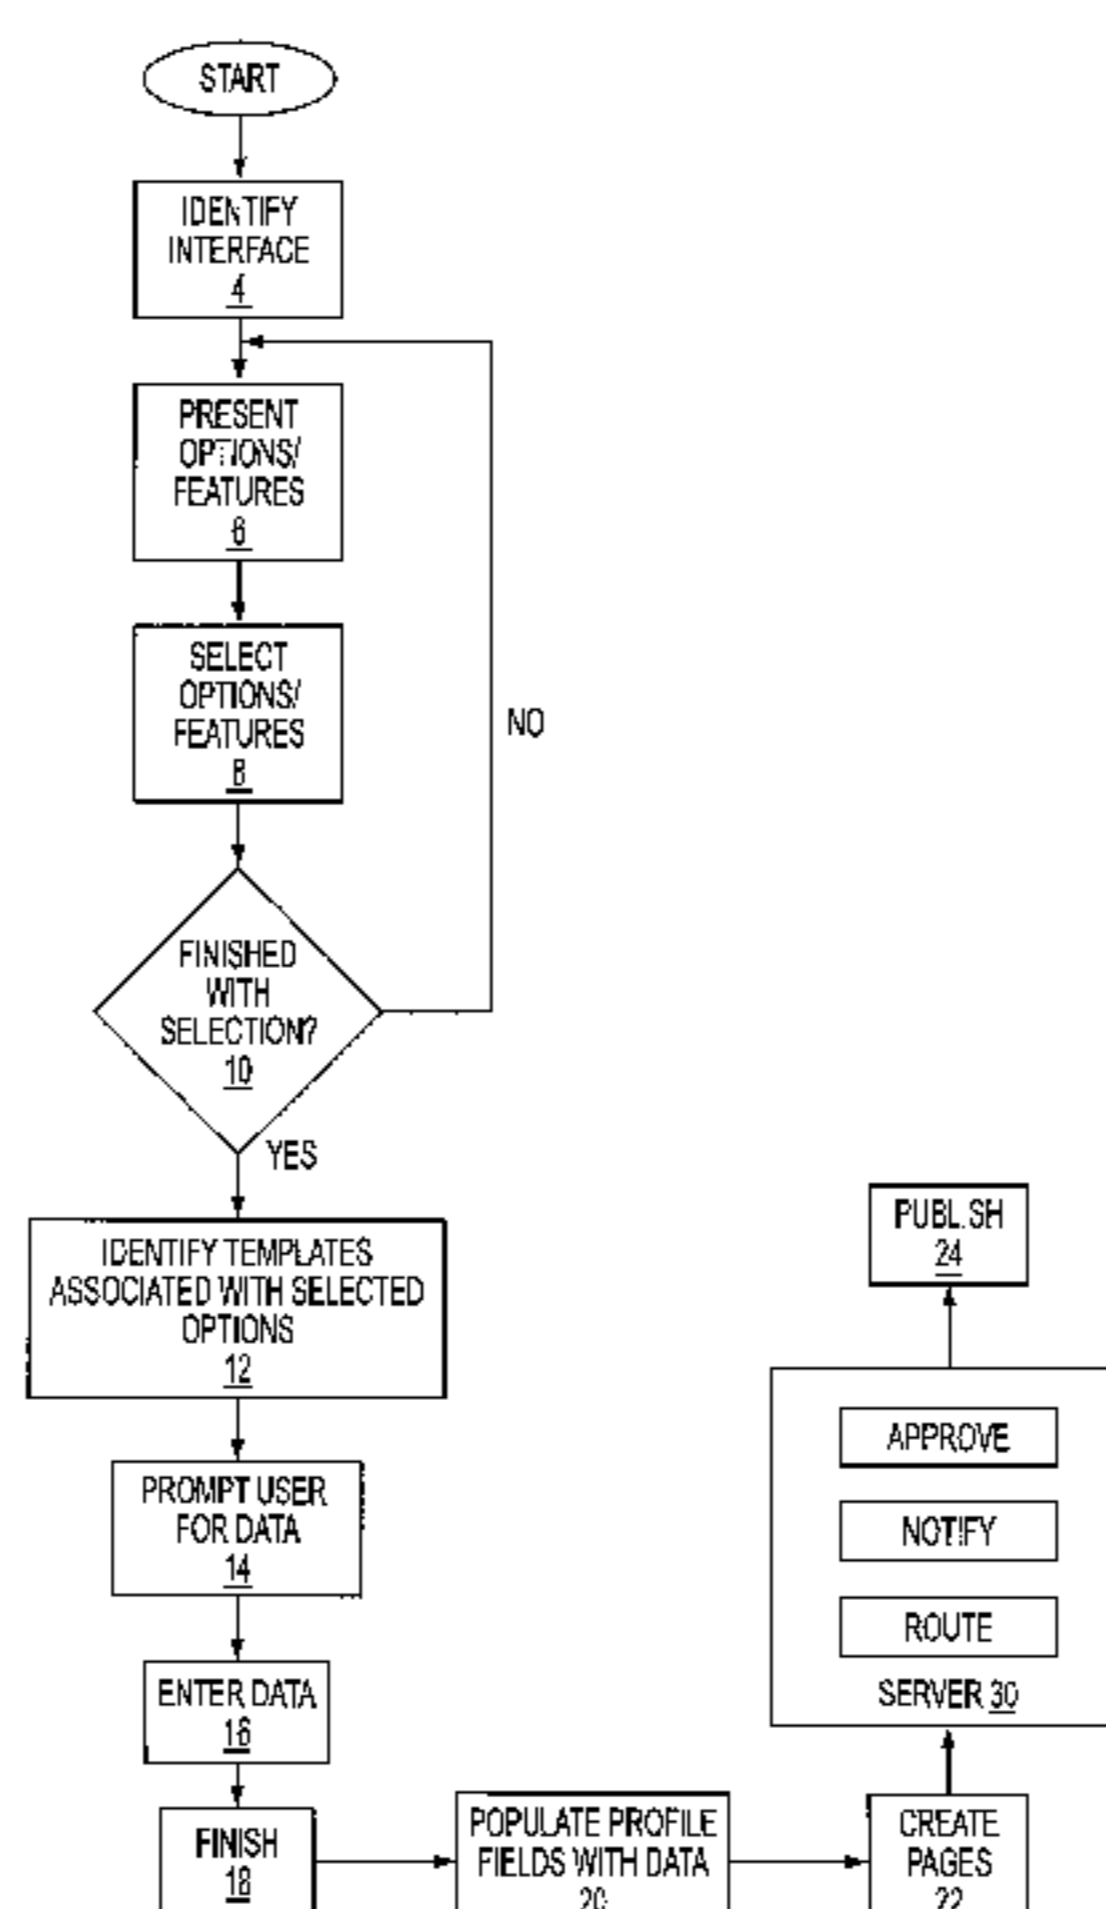 START
IDENTIFY
INTERFACE
4
PRESENT
OPTIONS/
FEATURES
6
SELECT
OPTIONS/
FEATURES
8
NO
FINISHED
WITH
SELECTION?
10
YES
IDENTIFY TEMPLATES
ASSOCIATED WITH SELECTED
OPTIONS
12
PROMPT USER
FOR DATA
14
ENTER DATA
16
FINISH
18
POPULATE PROFILE
FIELDS WITH DATA
20
CREATE
PAGES
22
PUBLISH
24
APPROVE
NOTIFY
ROUTE
SERVER 30